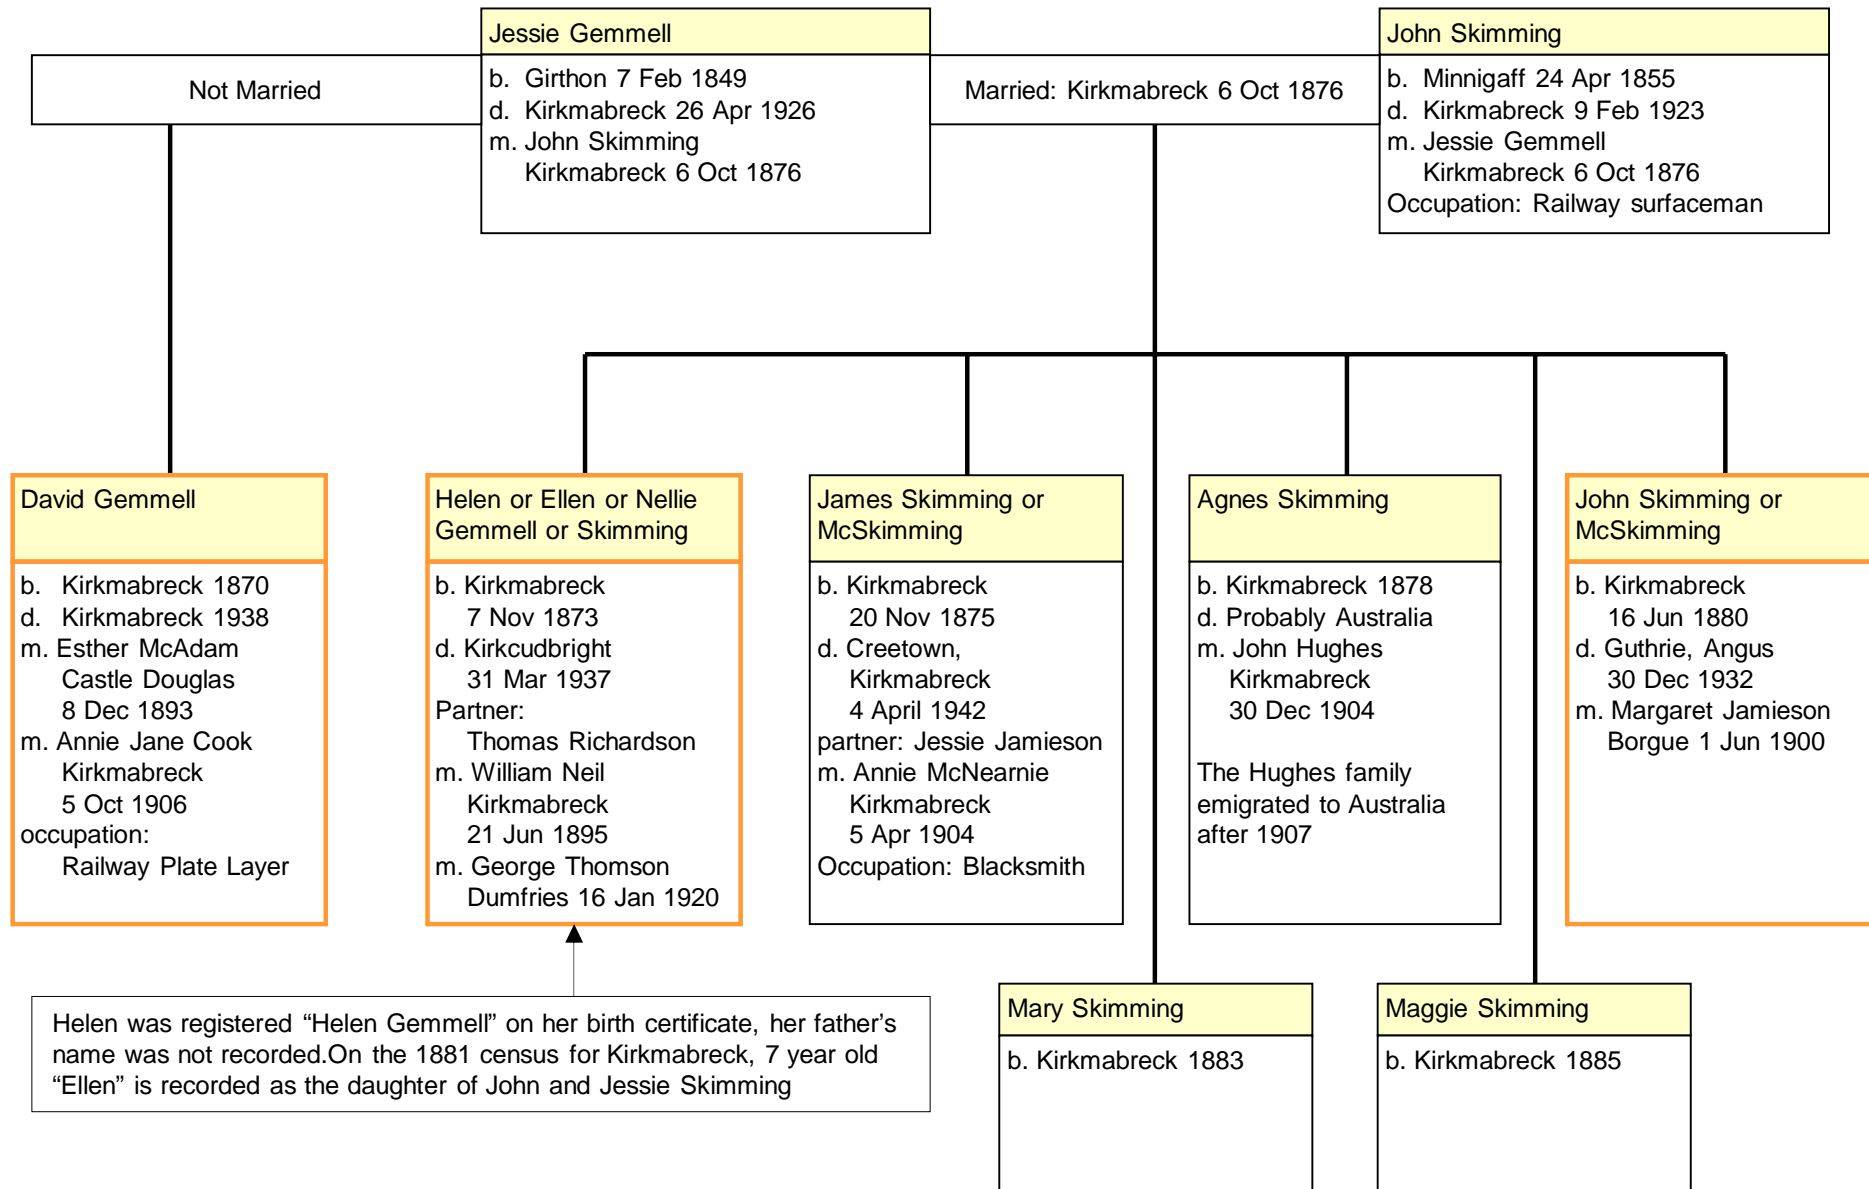 Jessie Gemmell
b. Girthon 7 Feb 1849
d. Kirkmabreck 26 Apr 1926
m. John Skimming
Kirkmabreck 6 Oct 1876
Not Married
Married: Kirkmabreck 6 Oct 1876
John Skimming
b. Minnigaff 24 Apr 1855
d. Kirkmabreck 9 Feb 1923
m. Jessie Gemmell
Kirkmabreck 6 Oct 1876
Occupation: Railway surfaceman
David Gemmell
b. Kirkmabreck 1870
d. Kirkmabreck 1938
m. Esther McAdam
Castle Douglas
8 Dec 1893
m. Annie Jane Cook
Kirkmabreck
5 Oct 1906
occupation:
Railway Plate Layer
Helen or Ellen or Nellie
Gemmell or Skimming
b. Kirkmabreck
7 Nov 1873
d. Kirkcudbright
31 Mar 1937
Partner:
Thomas Richardson
m. William Neil
Kirkmabreck
21 Jun 1895
m. George Thomson
Dumfries 16 Jan 1920
James Skimming or
McSkimming
b. Kirkmabreck
20 Nov 1875
d. Creetown,
Kirkmabreck
4 April 1942
partner: Jessie Jamieson
m. Annie McNearnie
Kirkmabreck
5 Apr 1904
Occupation: Blacksmith
Agnes Skimming
b. Kirkmabreck 1878
d. Probably Australia
m. John Hughes
Kirkmabreck
30 Dec 1904
The Hughes family
emigrated to Australia
after 1907
John Skimming or
McSkimming
b. Kirkmabreck
16 Jun 1880
d. Guthrie, Angus
30 Dec 1932
m. Margaret Jamieson
Borgue 1 Jun 1900
Helen was registered “Helen Gemmell” on her birth certificate, her father’s
name was not recorded.On the 1881 census for Kirkmabreck, 7 year old
“Ellen” is recorded as the daughter of John and Jessie Skimming
Mary Skimming
b. Kirkmabreck 1883
Maggie Skimming
b. Kirkmabreck 1885